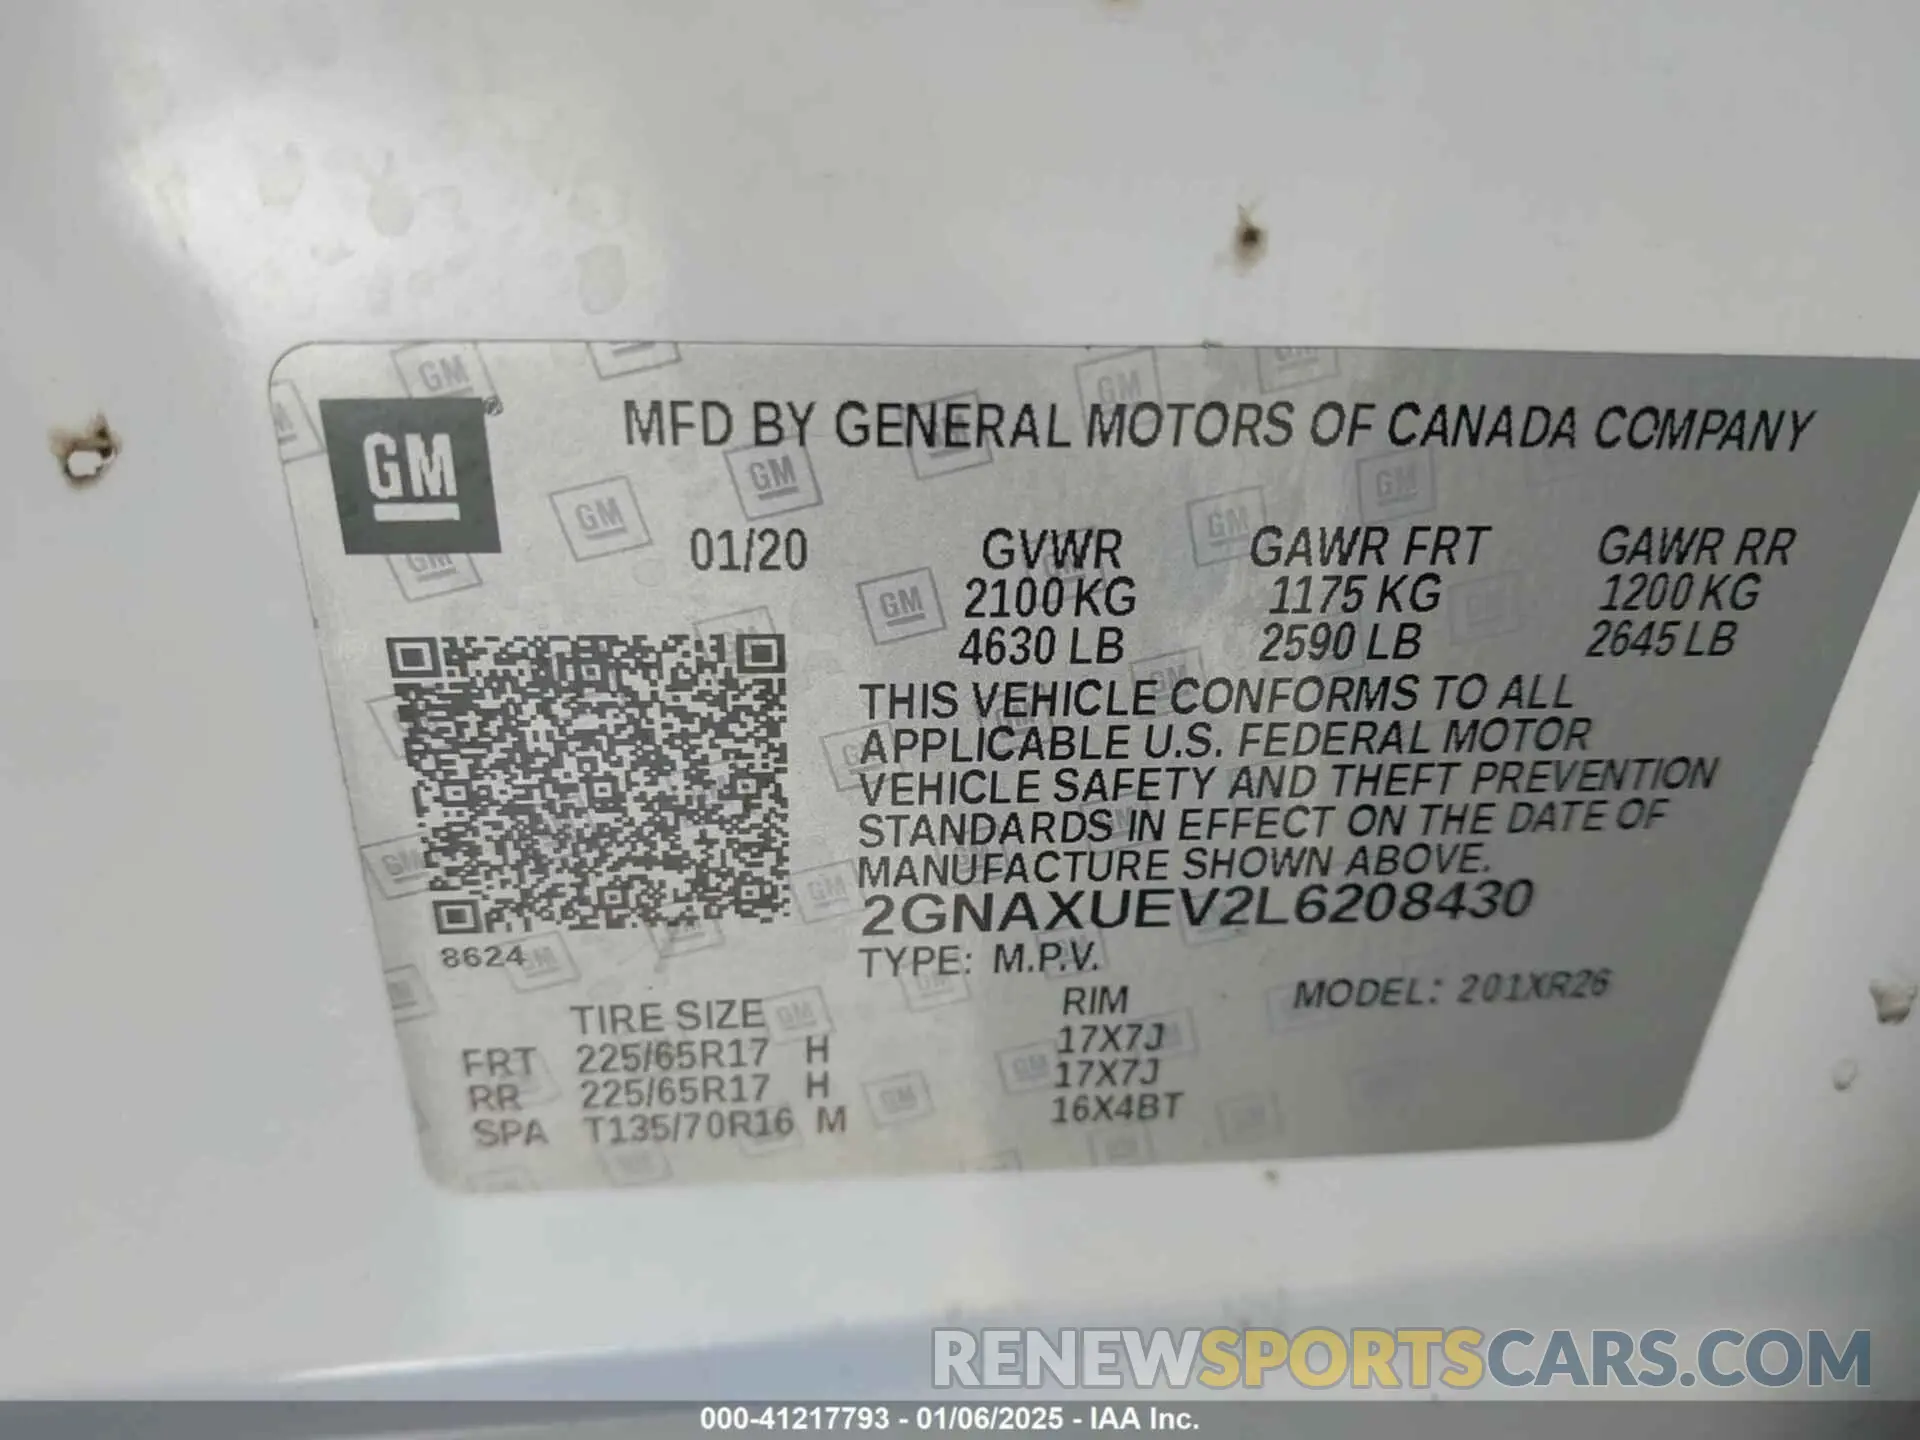 GM
MFD BY GENERAL MOTORS OF CANADA COMPANY
01/20 GVWR GAWR FRT GAWR RR
2100 KG 1175 KG 1200 KG
4630 LB 2590 LB 2645 LB
THIS VEHICLE CONFORMS TO ALL
APPLICABLE U.S. FEDERAL MOTOR
VEHICLE SAFETY AND THEFT PREVENTION
STANDARDS IN EFFECT ON THE DATE OF
MANUFACTURE SHOWN ABOVE.
2GNAXUEV2L6208430
8624
TYPE: M.P.V. MODEL: 201XR26
TIRE SIZE RIM
FRT 225/65R17 H 17X7J
RR 225/65R17 H 17X7J
SPA T135/70R16 M 16X4BT
RENEWSPORTSCARS.COM
000-41217793 - 01/06/2025 - IAA Inc.